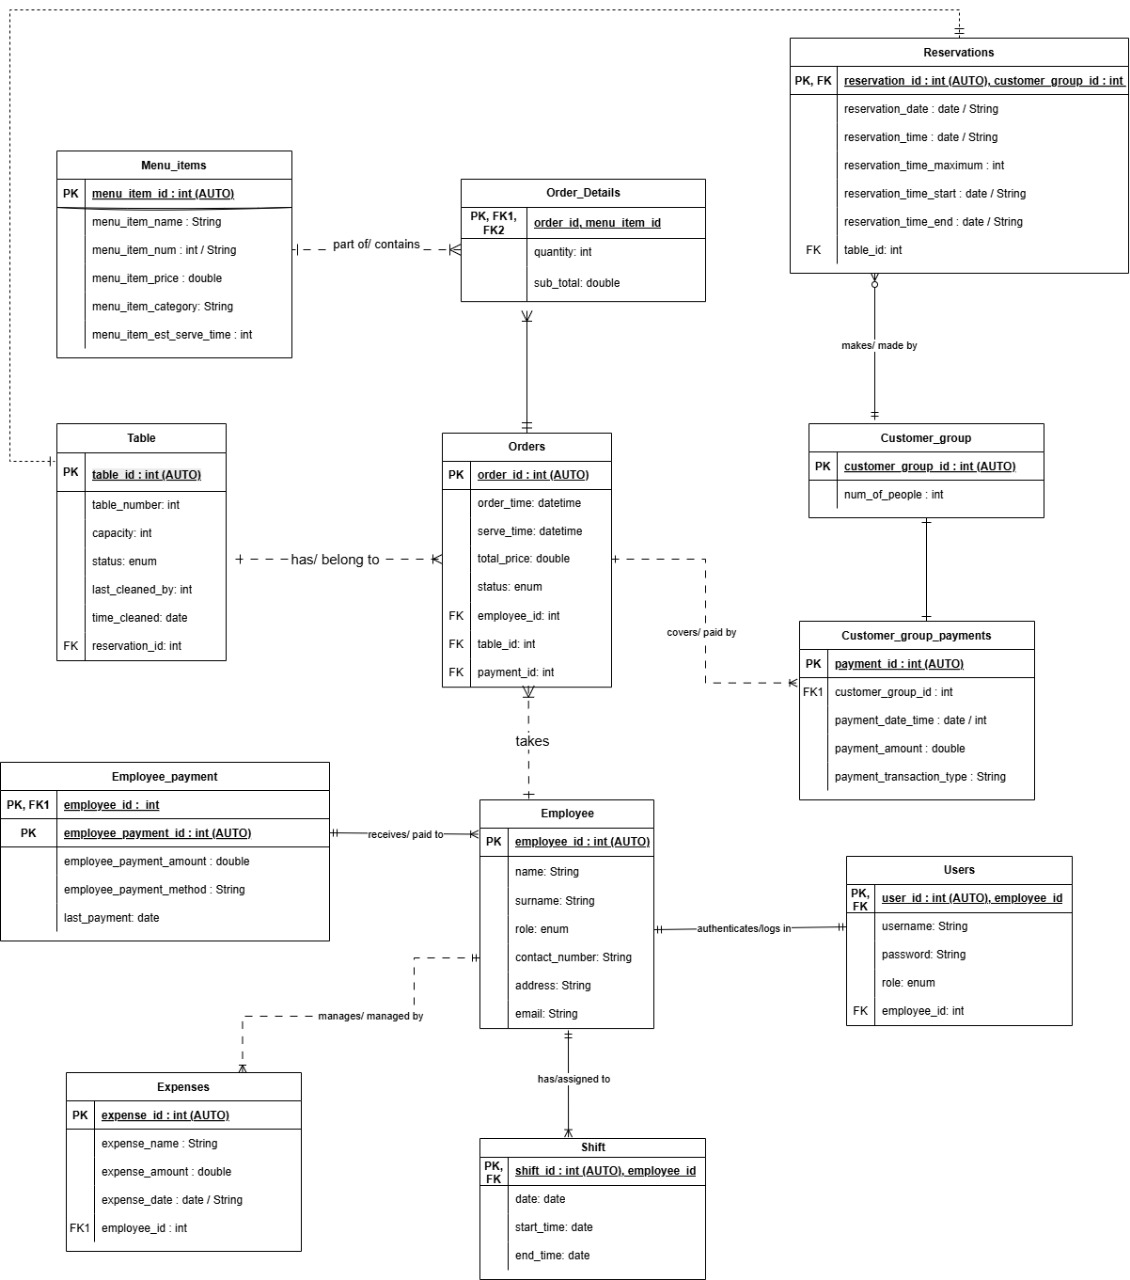 Reservations
PK, FK reservation_id : int (AUTO), customer_group_id : int
reservation_date : date / String
reservation_time : date / String
reservation_time_maximum : int
reservation_time_start : date / String
reservation_time_end : date / String
FK table_id: int
Menu_items
PK menu_item_id : int (AUTO)
menu_item_name : String
menu_item_num : int / String
menu_item_price : double
menu_item_category: String
menu_item_est_serve_time : int
part of/ contains
Order_Details
PK, FK1,
FK2
order_id, menu_item_id
quantity: int
sub_total: double
makes/ made by
Table
PK table_id : int (AUTO)
table_number: int
capacity: int
status: enum
last_cleaned_by: int
time_cleaned: date
FK reservation_id: int
has/ belong to
Orders
PK order_id : int (AUTO)
order_time: datetime
serve_time: datetime
total_price: double
status: enum
FK employee_id: int
FK table_id: int
FK payment_id: int
Customer_group
PK customer_group_id : int (AUTO)
num_of_people : int
covers/ paid by
Customer_group_payments
PK payment_id : int (AUTO)
FK1 customer_group_id : int
payment_date_time : date / int
payment_amount : double
payment_transaction_type : String
takes
Employee_payment
PK, FK1 employee_id : int
PK employee_payment_id : int (AUTO)
employee_payment_amount : double
employee_payment_method : String
last_payment: date
receives/ paid to
Employee
PK employee_id : int (AUTO)
name: String
surname: String
role: enum
contact_number: String
address: String
email: String
authenticates/logs in
Users
PK,
FK
user_id : int (AUTO), employee_id
username: String
password: String
role: enum
FK employee_id: int
manages/ managed by
has/assigned to
Expenses
PK expense_id : int (AUTO)
expense_name : String
expense_amount : double
expense_date : date / String
FK1 employee_id : int
Shift
PK,
FK
shift_id : int (AUTO), employee_id
date: date
start_time: date
end_time: date